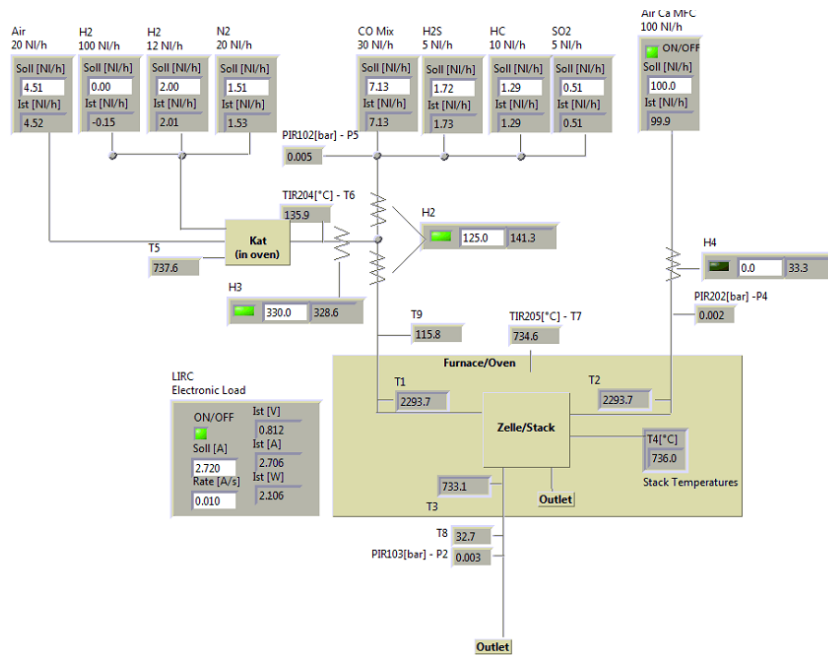 Air
20 Nl/h
H2
100 Nl/h
H2
12 Nl/h
N2
20 Nl/h
CO Mix
30 Nl/h
H2S
5 Nl/h
HC
10 Nl/h
SO2
5 Nl/h
Air Ca MFC
100 Nl/h
ON/OFF
Soll [Nl/h]
4.51
Ist [Nl/h]
4.52
Soll [Nl/h]
0.00
Ist [Nl/h]
-0.15
Soll [Nl/h]
2.00
Ist [Nl/h]
2.01
Soll [Nl/h]
1.51
Ist [Nl/h]
1.53
Soll [Nl/h]
7.13
Ist [Nl/h]
7.13
Soll [Nl/h]
1.72
Ist [Nl/h]
1.73
Soll [Nl/h]
1.29
Ist [Nl/h]
1.29
Soll [Nl/h]
0.51
Ist [Nl/h]
0.51
Soll [Nl/h]
100.0
Ist [Nl/h]
99.9
PIR102[bar] - P5
0.005
TIR204[°C] - T6
135.9
Kat
(in oven)
T5
737.6
H2
125.0 141.3
H4
0.0 33.3
H3
330.0 328.6
PIR202[bar] -P4
0.002
T9
115.8
TIR205[°C] - T7
734.6
Furnace/Oven
T1
2293.7
T2
2293.7
Zelle/Stack
T4[°C]
736.0
Stack Temperatures
LIRC
Electronic Load
ON/OFF
Soll [A]
2.720
Rate [A/s]
0.010
Ist [V]
0.812
Ist [A]
2.706
Ist [W]
2.106
733.1
T3
Outlet
T8
32.7
PIR103[bar] - P2
0.003
Outlet